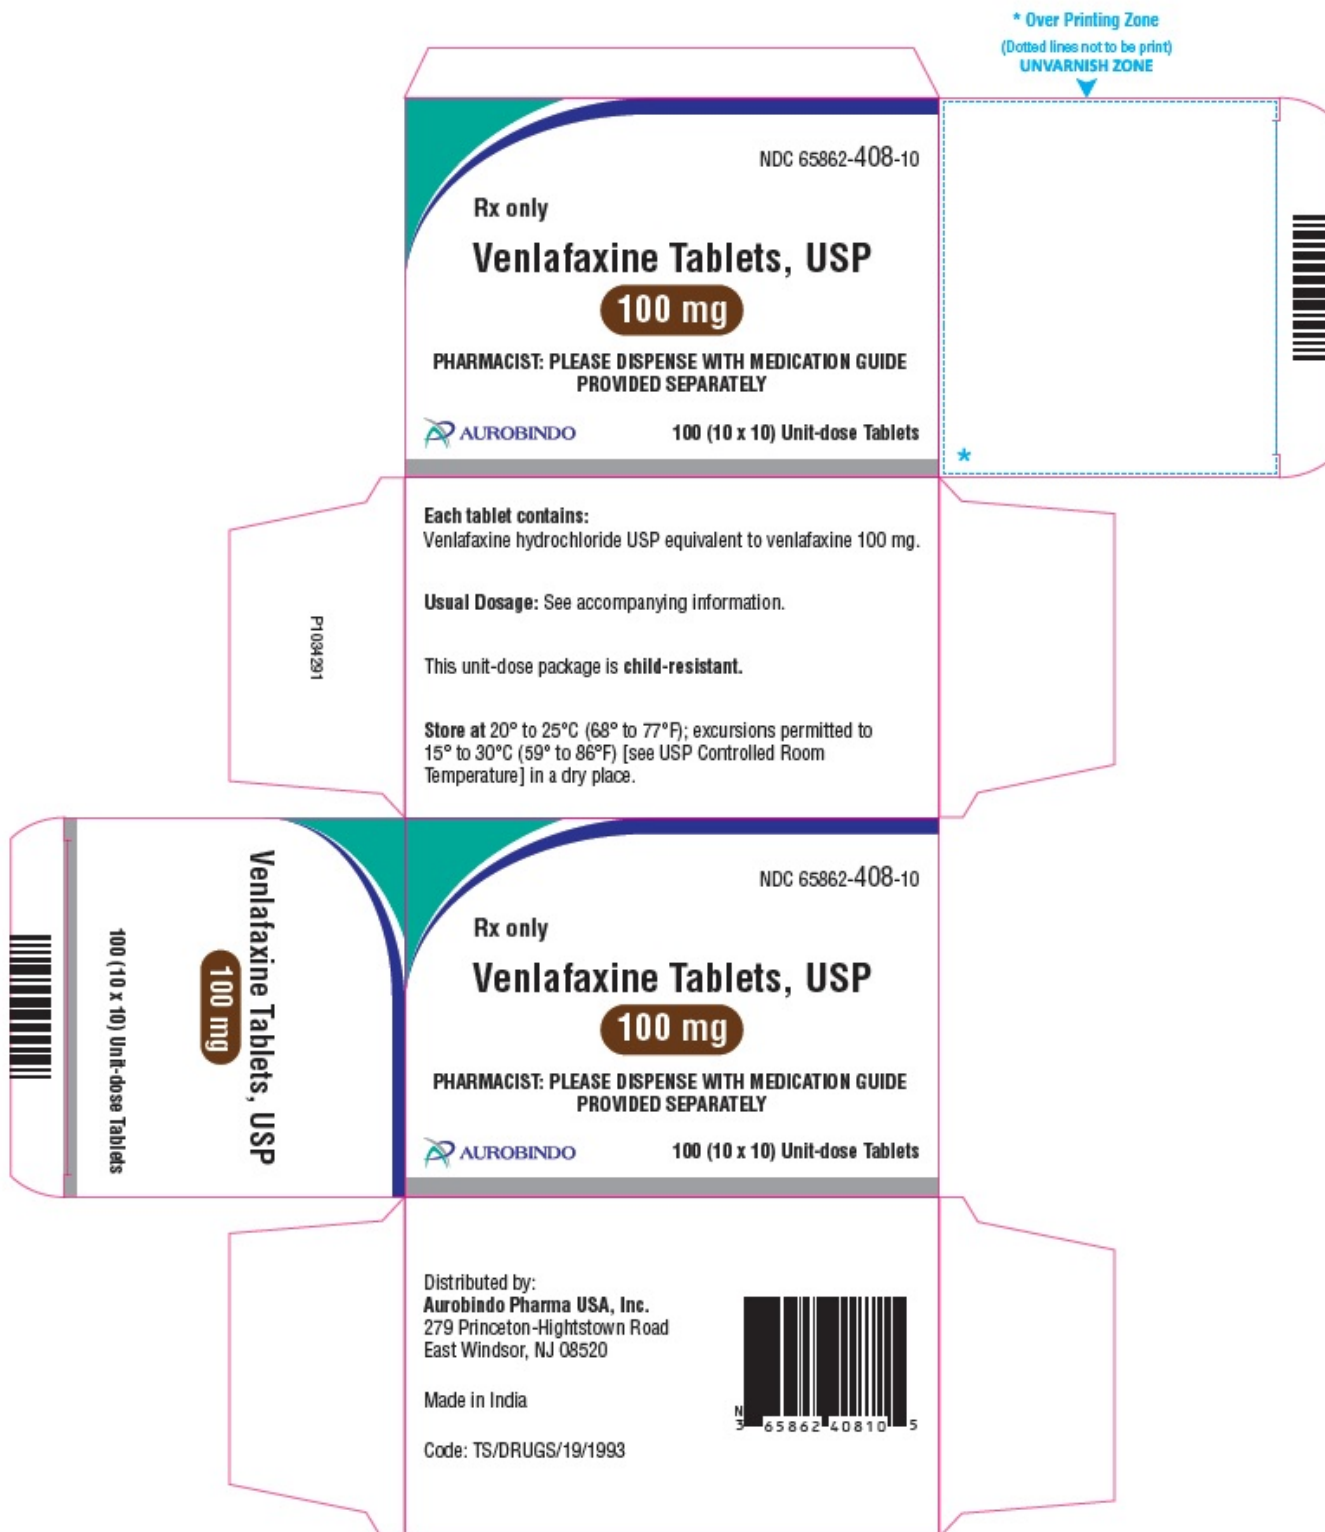 * Over Printing Zone
(Dotted lines not to be print)
UNVARNISH ZONE
NDC 65862-408-10
Rx only
Venlafaxine Tablets, USP
100 mg
PHARMACIST: PLEASE DISPENSE WITH MEDICATION GUIDE
PROVIDED SEPARATELY
AUROBINDO
100 (10 x 10) Unit-dose Tablets
*
Each tablet contains:
Venlafaxine hydrochloride USP equivalent to venlafaxine 100 mg.
Usual Dosage: See accompanying information.
This unit-dose package is child-resistant.
Store at 20° to 25°C (68° to 77°F); excursions permitted to
15° to 30°C (59° to 86°F) [see USP Controlled Room
Temperature] in a dry place.
P1034291
Venlafaxine Tablets, USP
100 mg
100 (10 x 10) Unit-dose Tablets
NDC 65862-408-10
Rx only
Venlafaxine Tablets, USP
100 mg
PHARMACIST: PLEASE DISPENSE WITH MEDICATION GUIDE
PROVIDED SEPARATELY
AUROBINDO
100 (10 x 10) Unit-dose Tablets
Distributed by:
Aurobindo Pharma USA, Inc.
279 Princeton-Hightstown Road
East Windsor, NJ 08520
Made in India
Code: TS/DRUGS/19/1993
N
3 65862 40810 5